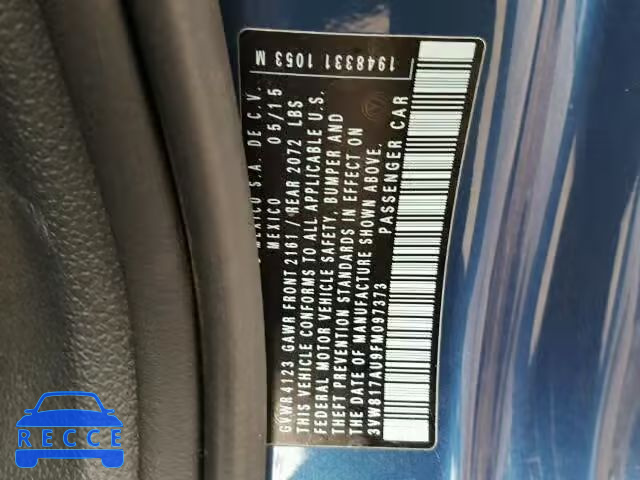 MEXICO S.A. DE C.V.
MEXICO 05/15
GVWR 4123 GAWR FRONT 2161/ REAR 2072 LBS
THIS VEHICLE CONFORMS TO ALL APPLICABLE U.S.
FEDERAL MOTOR VEHICLE SAFETY, BUMPER AND
THEFT PREVENTION STANDARDS IN EFFECT ON
THE DATE OF MANUFACTURE SHOWN ABOVE.
3VW817AU9FM097373 PASSENGER CAR
1948331 1053 M
RECCE